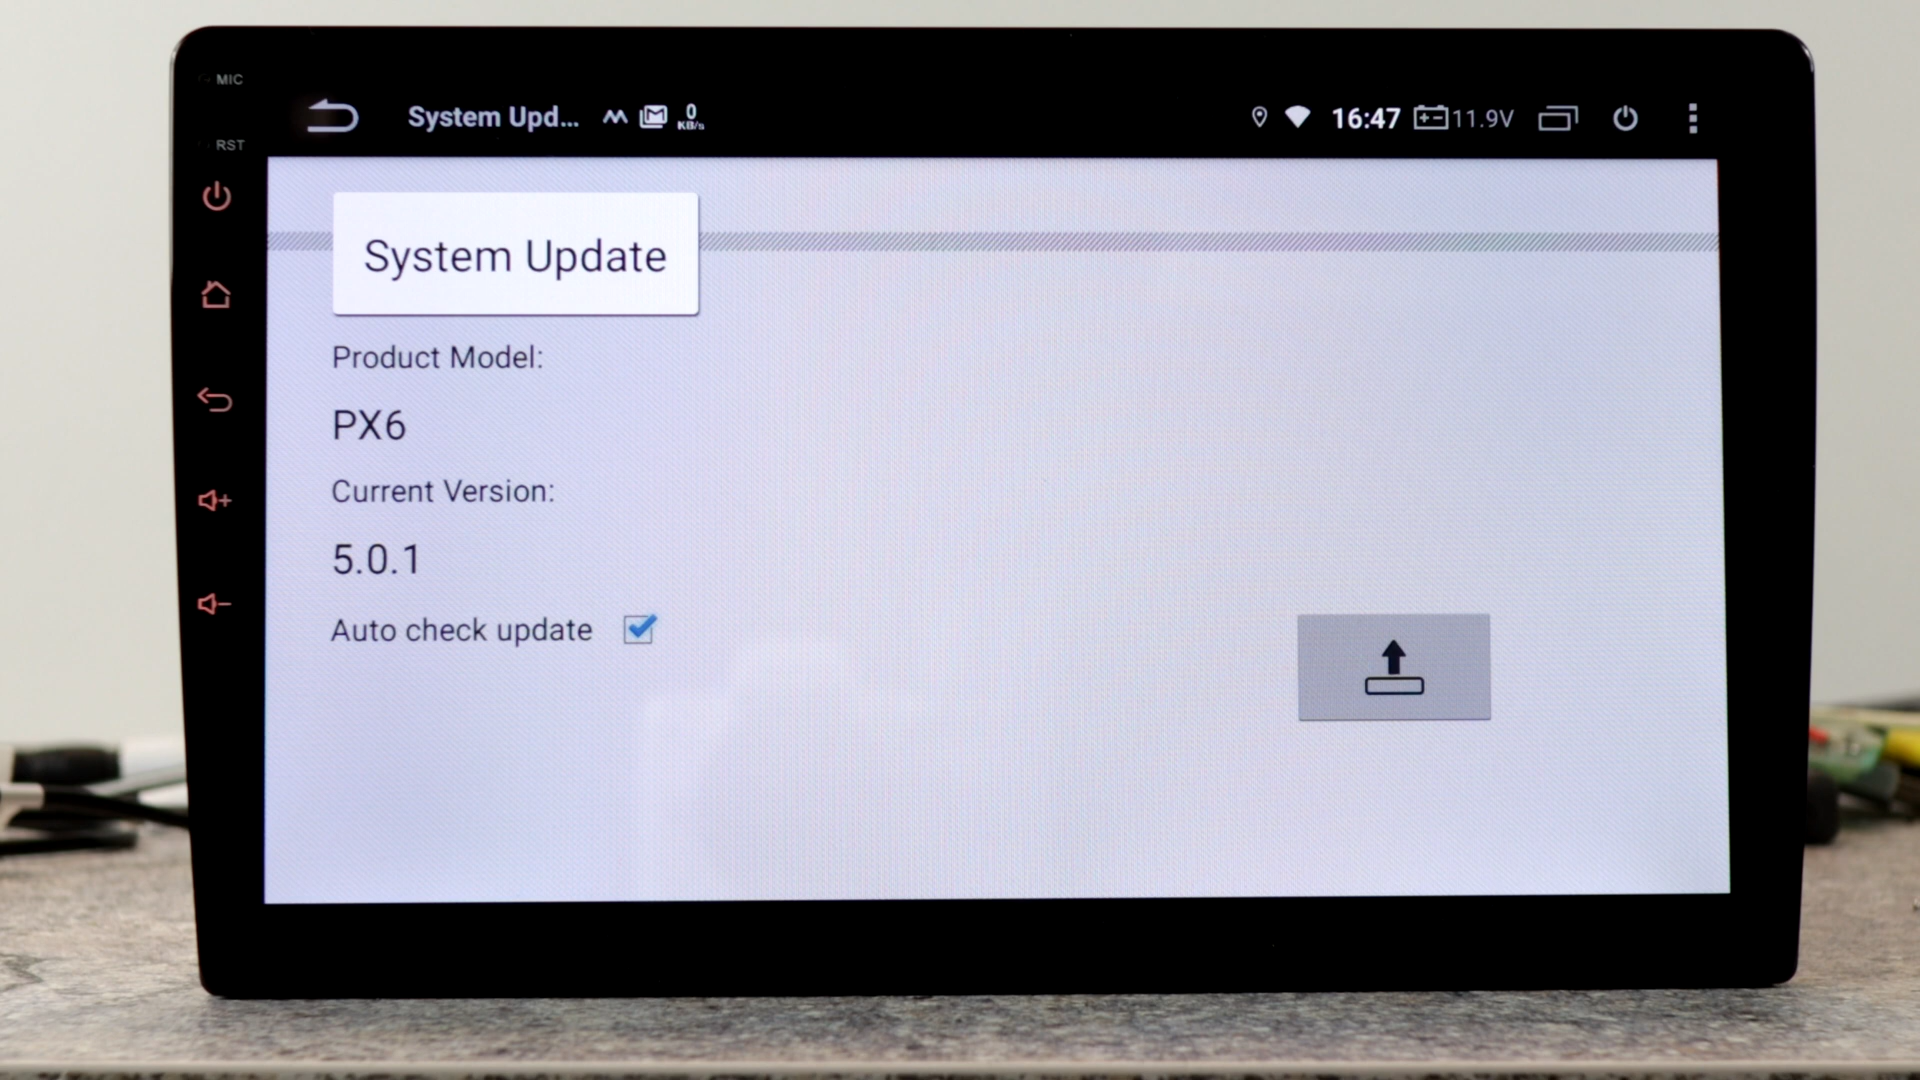 MIC
System Upd... 0 KB/s 16:47 11.9V
RST
System Update
Product Model:
PX6
Current Version:
5.0.1
Auto check update